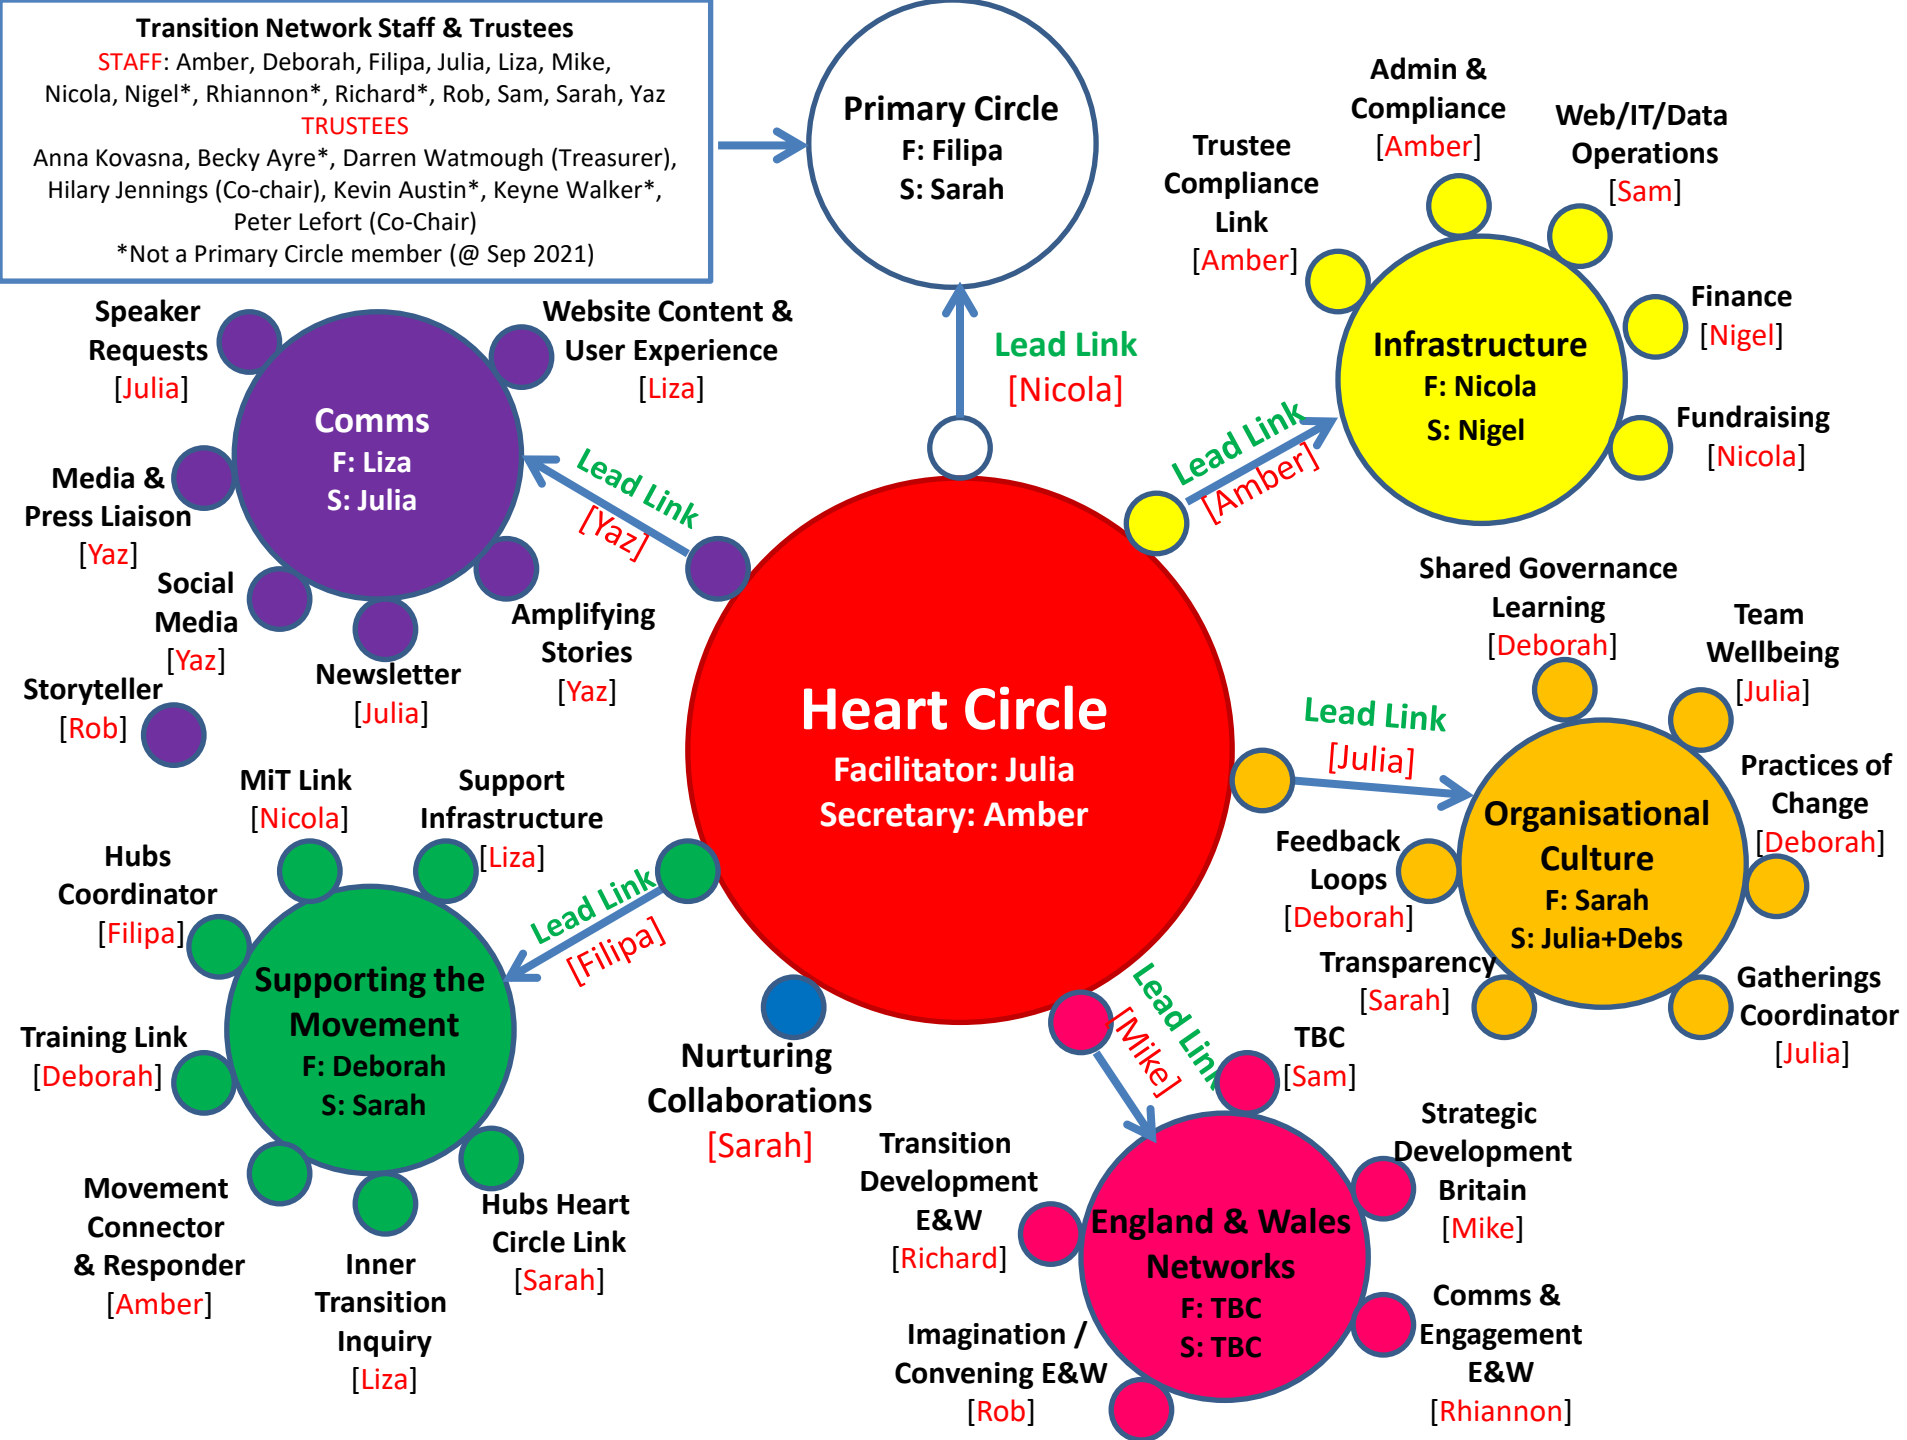 Transition Network Staff & Trustees
STAFF: Amber, Deborah, Filipa, Julia, Liza, Mike,
Nicola, Nigel*, Rhiannon*, Richard*, Rob, Sam, Sarah, Yaz
TRUSTEES
Anna Kovasna, Becky Ayre*, Darren Watmough (Treasurer),
Hilary Jennings (Co-chair), Kevin Austin*, Keyne Walker*,
Peter Lefort (Co-Chair)
*Not a Primary Circle member (@ Sep 2021)
Primary Circle
F: Filipa
S: Sarah
Lead Link
[Nicola]
Trustee
Compliance
Link
[Amber]
Admin &
Compliance
[Amber]
Web/IT/Data
Operations
[Sam]
Finance
[Nigel]
Fundraising
[Nicola]
Infrastructure
F: Nicola
S: Nigel
Lead Link
[Amber]
Speaker
Requests
[Julia]
Website Content &
User Experience
[Liza]
Comms
F: Liza
S: Julia
Media &
Press Liaison
[Yaz]
Social
Media
[Yaz]
Newsletter
[Julia]
Amplifying
Stories
[Yaz]
Storyteller
[Rob]
Lead Link
[Yaz]
Heart Circle
Facilitator: Julia
Secretary: Amber
Shared Governance
Learning
[Deborah]
Team
Wellbeing
[Julia]
Practices of
Change
[Deborah]
Lead Link
[Julia]
Organisational
Culture
F: Sarah
S: Julia+Debs
Feedback
Loops
[Deborah]
Transparency
[Sarah]
Gatherings
Coordinator
[Julia]
MiT Link
[Nicola]
Support
Infrastructure
[Liza]
Hubs
Coordinator
[Filipa]
Lead Link
[Filipa]
Supporting the
Movement
F: Deborah
S: Sarah
Training Link
[Deborah]
Movement
Connector
& Responder
[Amber]
Inner
Transition
Inquiry
[Liza]
Hubs Heart
Circle Link
[Sarah]
Nurturing
Collaborations
[Sarah]
Lead Link
[Mike]
TBC
[Sam]
Transition
Development
E&W
[Richard]
Strategic
Development
Britain
[Mike]
England & Wales
Networks
F: TBC
S: TBC
Imagination /
Convening E&W
[Rob]
Comms &
Engagement
E&W
[Rhiannon]